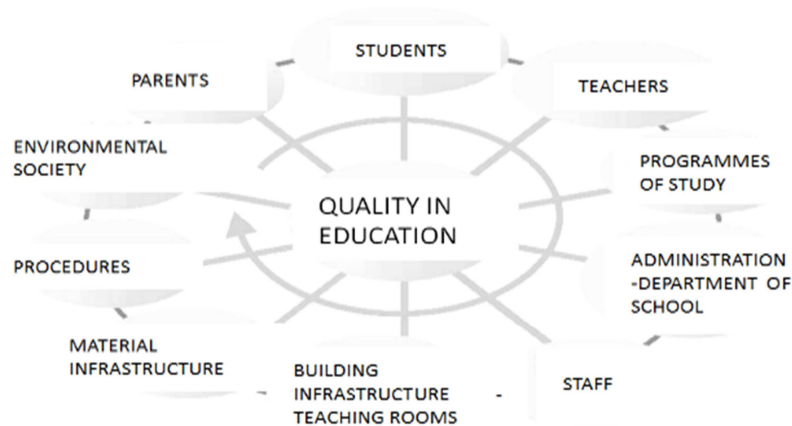 STUDENTS
PARENTS
TEACHERS
ENVIRONMENTAL
SOCIETY
PROGRAMMES
OF STUDY
QUALITY IN
EDUCATION
PROCEDURES
ADMINISTRATION
-DEPARTMENT OF
SCHOOL
MATERIAL
INFRASTRUCTURE
BUILDING
INFRASTRUCTURE -
TEACHING ROOMS
STAFF